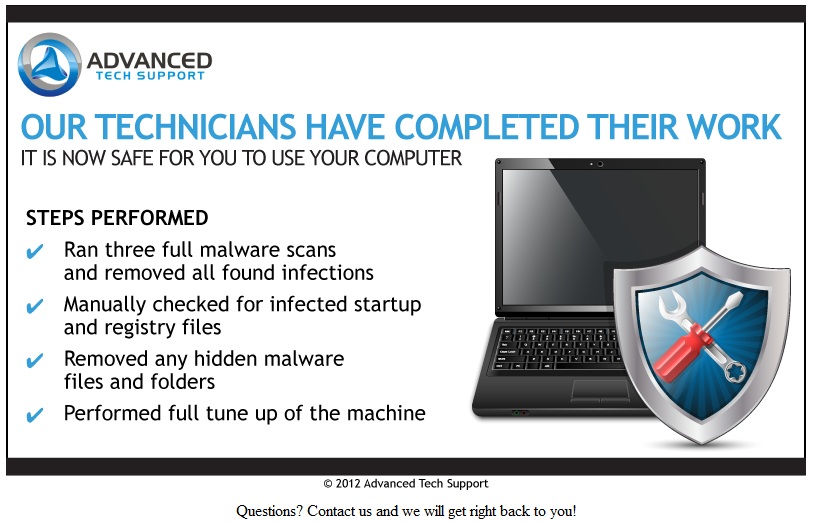 ADVANCED
TECH SUPPORT
OUR TECHNICIANS HAVE COMPLETED THEIR WORK
IT IS NOW SAFE FOR YOU TO USE YOUR COMPUTER
STEPS PERFORMED
✔ Ran three full malware scans
and removed all found infections
✔ Manually checked for infected startup
and registry files
✔ Removed any hidden malware
files and folders
✔ Performed full tune up of the machine
© 2012 Advanced Tech Support
Questions? Contact us and we will get right back to you!